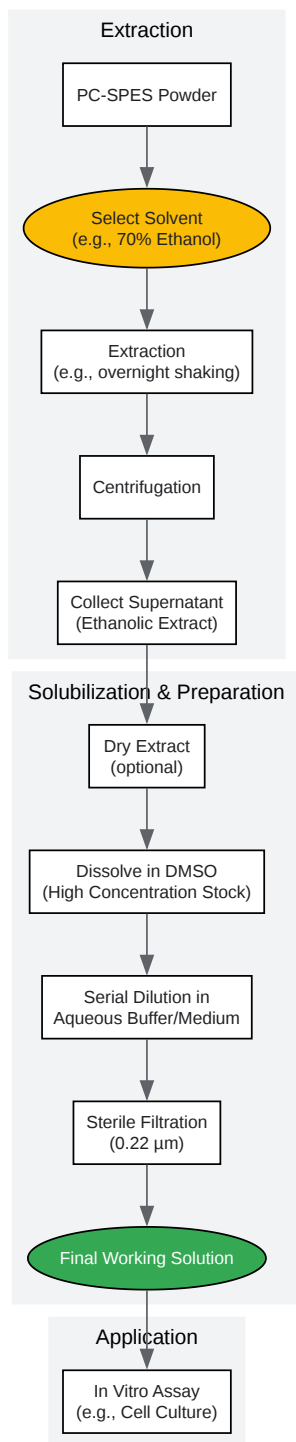 Extraction
PC-SPES Powder
Select Solvent
(e.g., 70% Ethanol)
Extraction
(e.g., overnight shaking)
Centrifugation
Collect Supernatant
(Ethanolic Extract)
Solubilization & Preparation
Dry Extract
(optional)
Dissolve in DMSO
(High Concentration Stock)
Serial Dilution in
Aqueous Buffer/Medium
Sterile Filtration
(0.22 µm)
Final Working Solution
Application
In Vitro Assay
(e.g., Cell Culture)